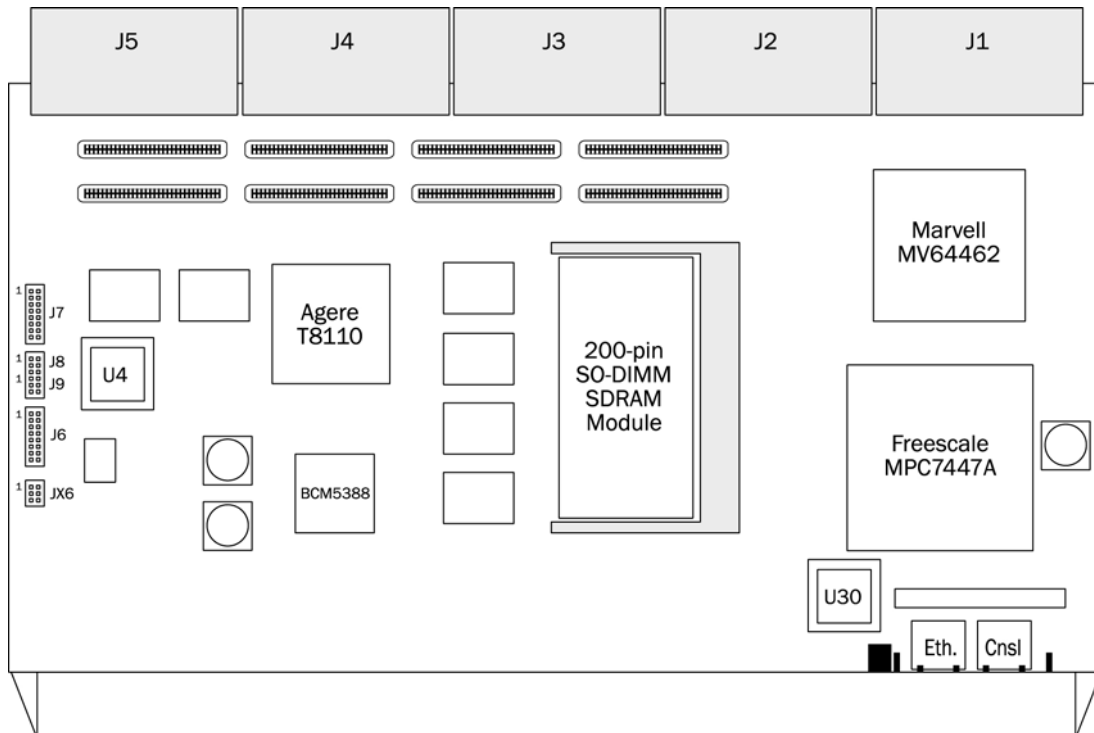 J5
J4
J3
J2
J1
Marvell
MV64462
1
J7
Agere
T8110
200-pin
SO-DIMM
SDRAM
Module
1
J8
1
J9
U4
1
J6
Freescale
MPC7447A
1
JX6
BCM5388
U30
Eth.
Cnsl